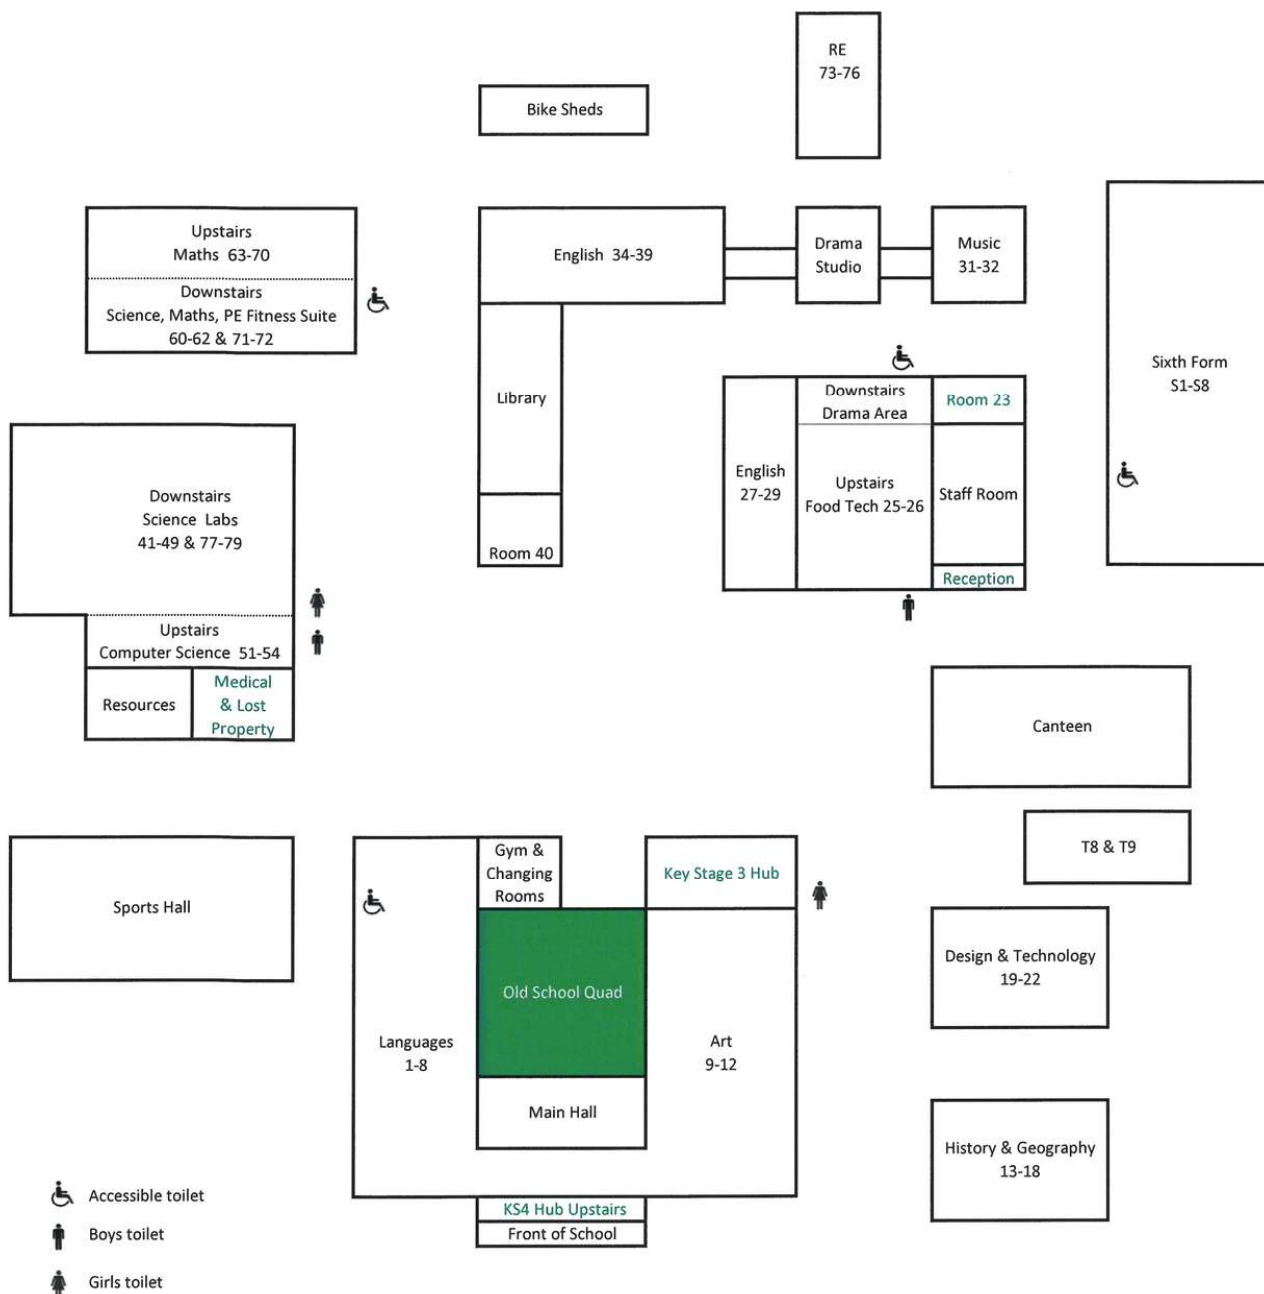 RE
73-76
Bike Sheds
Upstairs
Maths 63-70
Downstairs
Science, Maths, PE Fitness Suite
60-62 & 71-72
English 34-39
Drama
Studio
Music
31-32
Sixth Form
S1-S8
Library
Room 40
Downstairs
Drama Area
Room 23
English
27-29
Upstairs
Food Tech 25-26
Staff Room
Reception
Downstairs
Science Labs
41-49 & 77-79
Upstairs
Computer Science 51-54
Resources
Medical
& Lost
Property
Canteen
T8 & T9
Sports Hall
Gym &
Changing
Rooms
Key Stage 3 Hub
Old School Quad
Languages
1-8
Art
9-12
Main Hall
Design & Technology
19-22
History & Geography
13-18
KS4 Hub Upstairs
Front of School
Accessible toilet
Boys toilet
Girls toilet